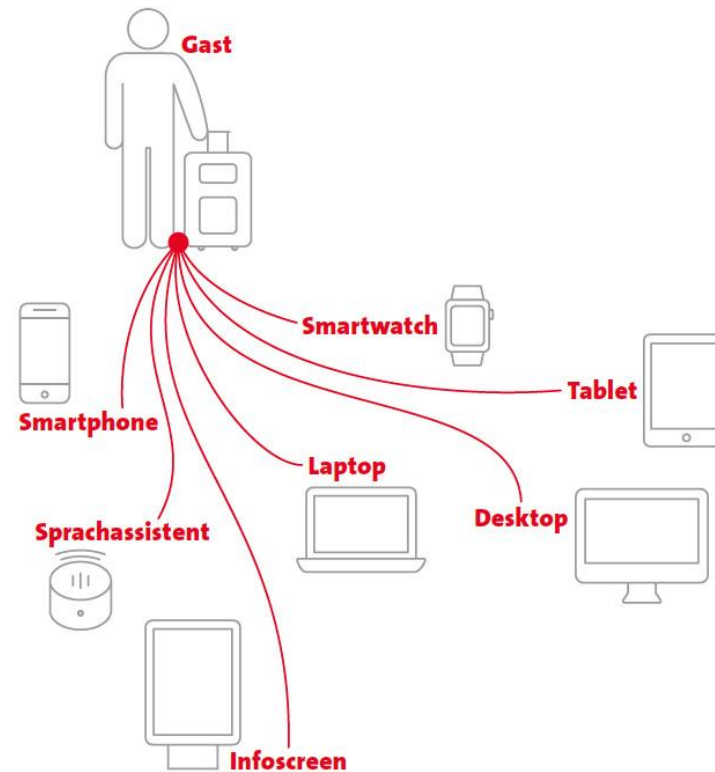 Gast
Smartwatch
Tablet
Smartphone
Laptop
Desktop
Sprachassistent
Infoscreen